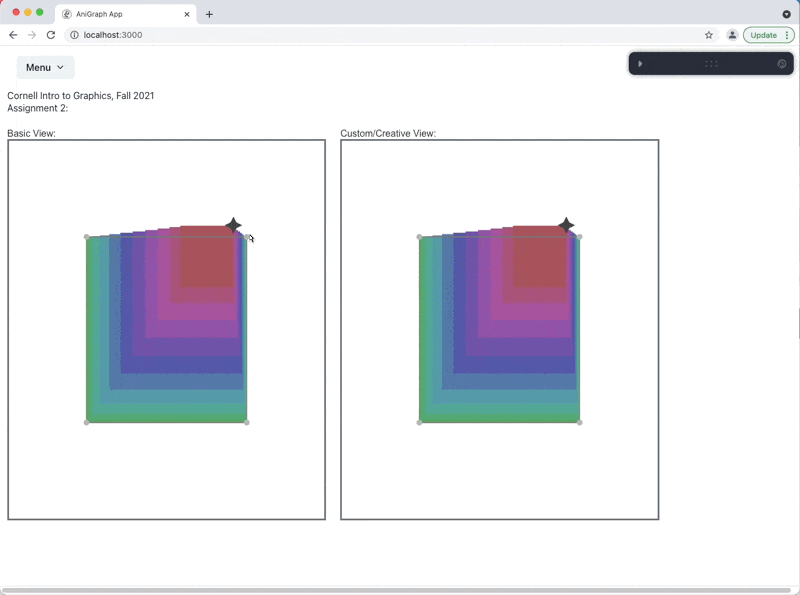 AniGraph App
localhost:3000
Update
Menu
Cornell Intro to Graphics, Fall 2021
Assignment 2:
Basic View:
Custom/Creative View: